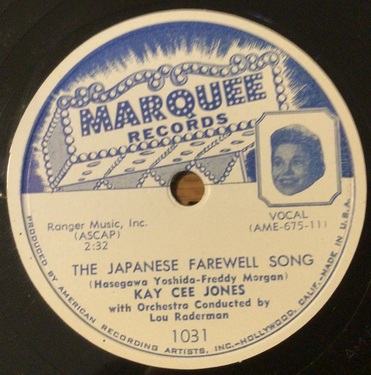 MARQUEE
RECORDS
Ranger Music, Inc.
(ASCAP)
2:32
VOCAL
(AME-675-11)
THE JAPANESE FAREWELL SONG
(Hasegawa Yoshida-Freddy Morgan)
KAY CEE JONES
with Orchestra Conducted by
Lou Raderman
1031
PRODUCED BY AMERICAN RECORDING ARTISTS, INC.-HOLLYWOOD, CALIF.-MADE IN U.S.A.